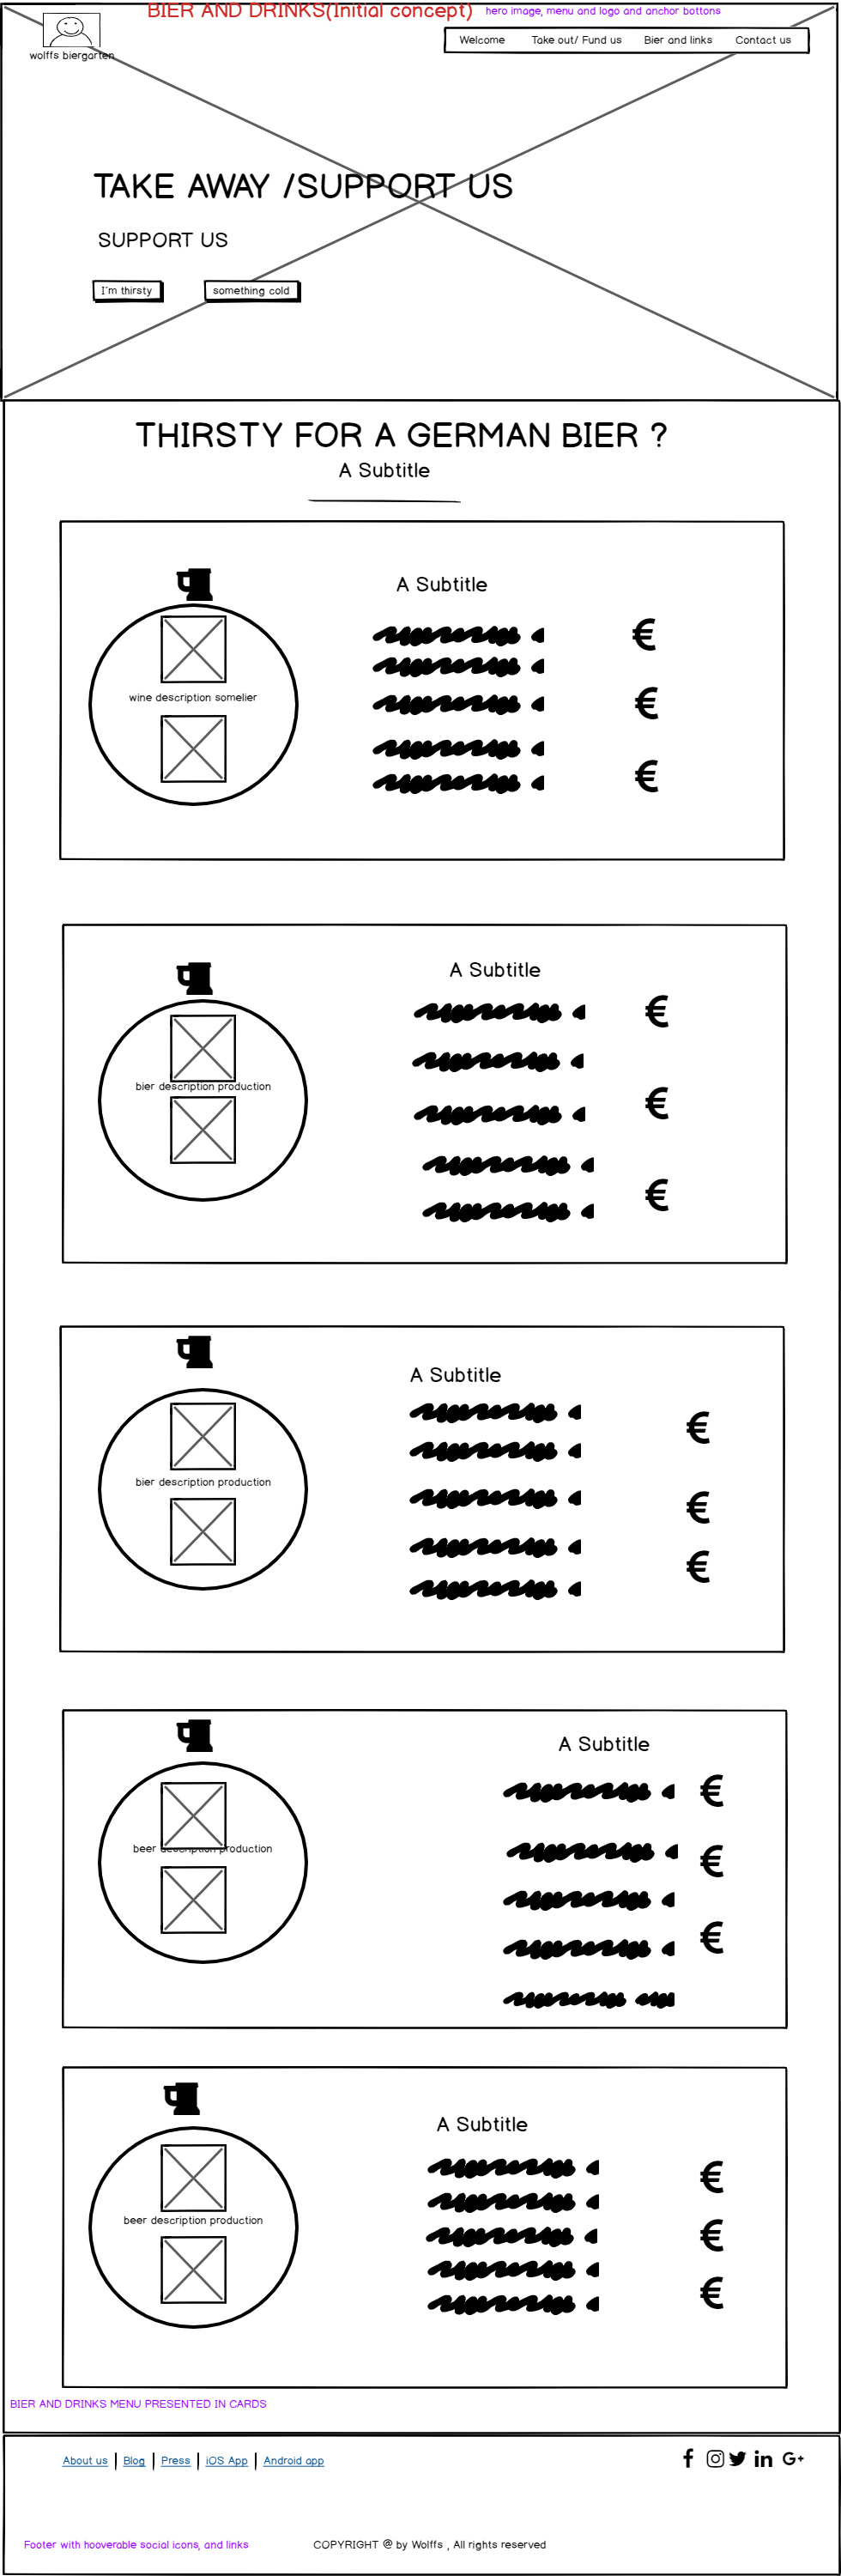 BIER AND DRINKS(Initial concept)
hero image, menu and logo and anchor bottons
wolffs biergarten
Welcome Take out/ Fund us Bier and links Contact us
TAKE AWAY /SUPPORT US
SUPPORT US
I'm thirsty
something cold
THIRSTY FOR A GERMAN BIER ?
A Subtitle
A Subtitle
€
wine description somelier
€
€
A Subtitle
€
bier description production
€
€
A Subtitle
€
bier description production
€
€
A Subtitle
€
beer description production
€
€
A Subtitle
€
beer description production
€
€
BIER AND DRINKS MENU PRESENTED IN CARDS
About us | Blog | Press | iOS App | Android app
f in G+
Footer with hooverable social icons, and links
COPYRIGHT @ by Wolffs , All rights reserved